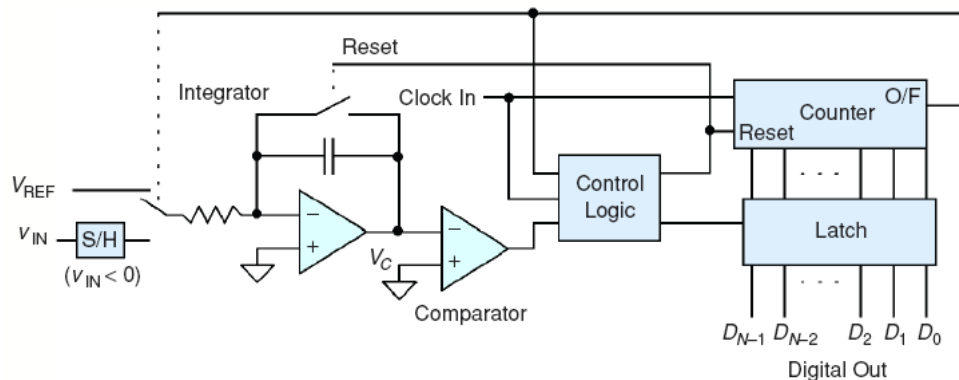 Reset
Integrator
Clock In
O/F
Counter
Reset
V_REF
Control
Logic
v_IN
S/H
Latch
(v_IN < 0)
−
+
V_C
−
+
Comparator
. . .
. . . .
D_N−1 D_N−2 D_2 D_1 D_0
Digital Out